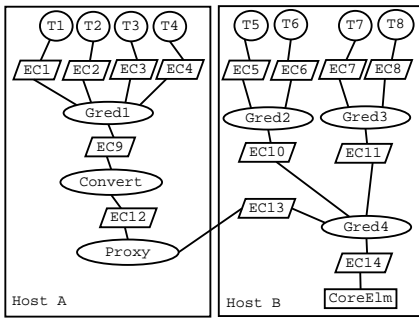 T1 T2 T3 T4 T5 T6 T7 T8
EC1 EC2 EC3 EC4 EC5 EC6 EC7 EC8
Gred1 Gred2 Gred3
EC9 EC10 EC11
Convert
EC12 EC13
Gred4
Proxy
EC14
Host A Host B CoreElm